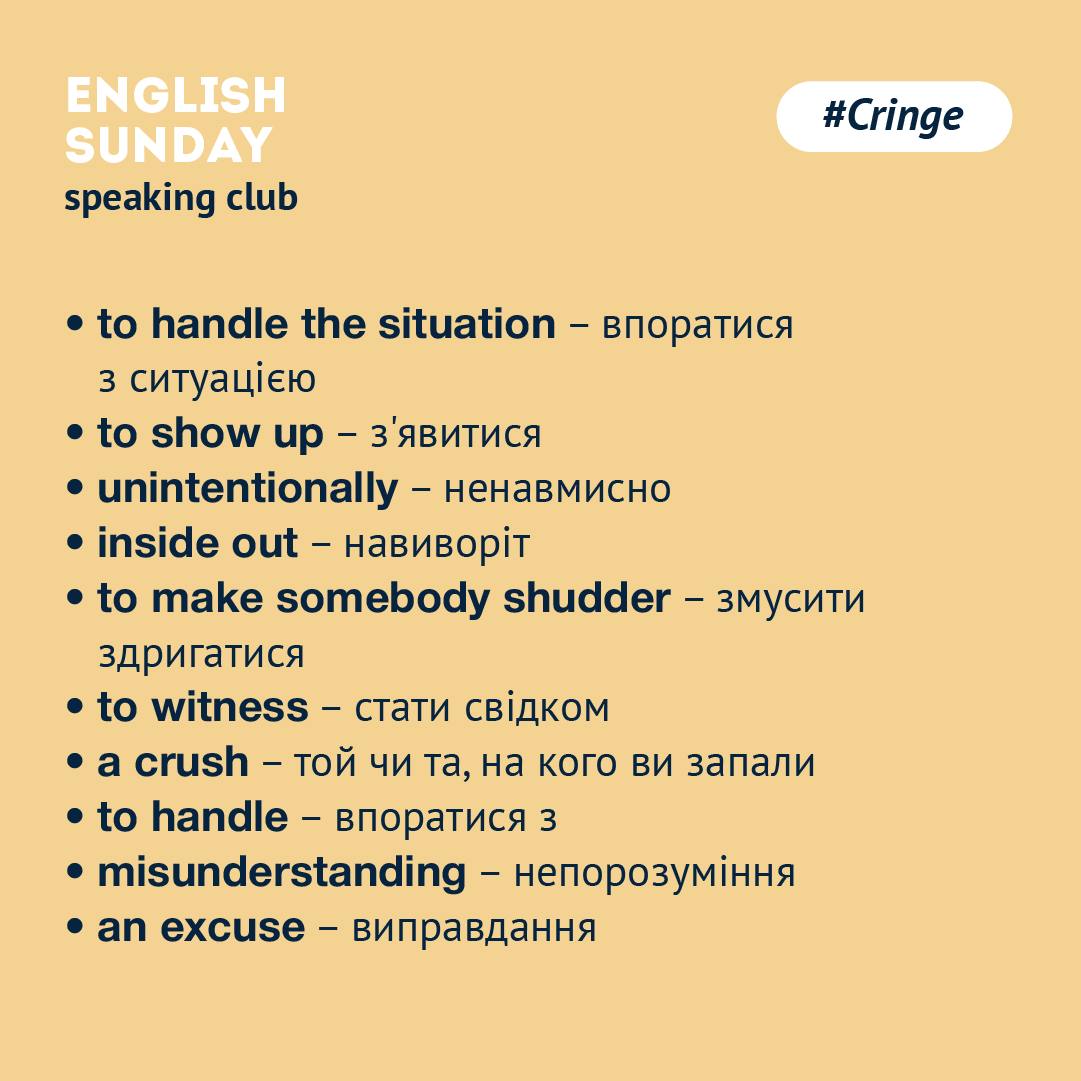 ENGLISH
SUNDAY
speaking club
#Cringe
• to handle the situation – впоратися
з ситуацією
• to show up – з'явитися
• unintentionally – ненавмисно
• inside out – навиворіт
• to make somebody shudder – змусити
здригатися
• to witness – стати свідком
• a crush – той чи та, на кого ви запали
• to handle – впоратися з
• misunderstanding – непорозуміння
• an excuse – виправдання